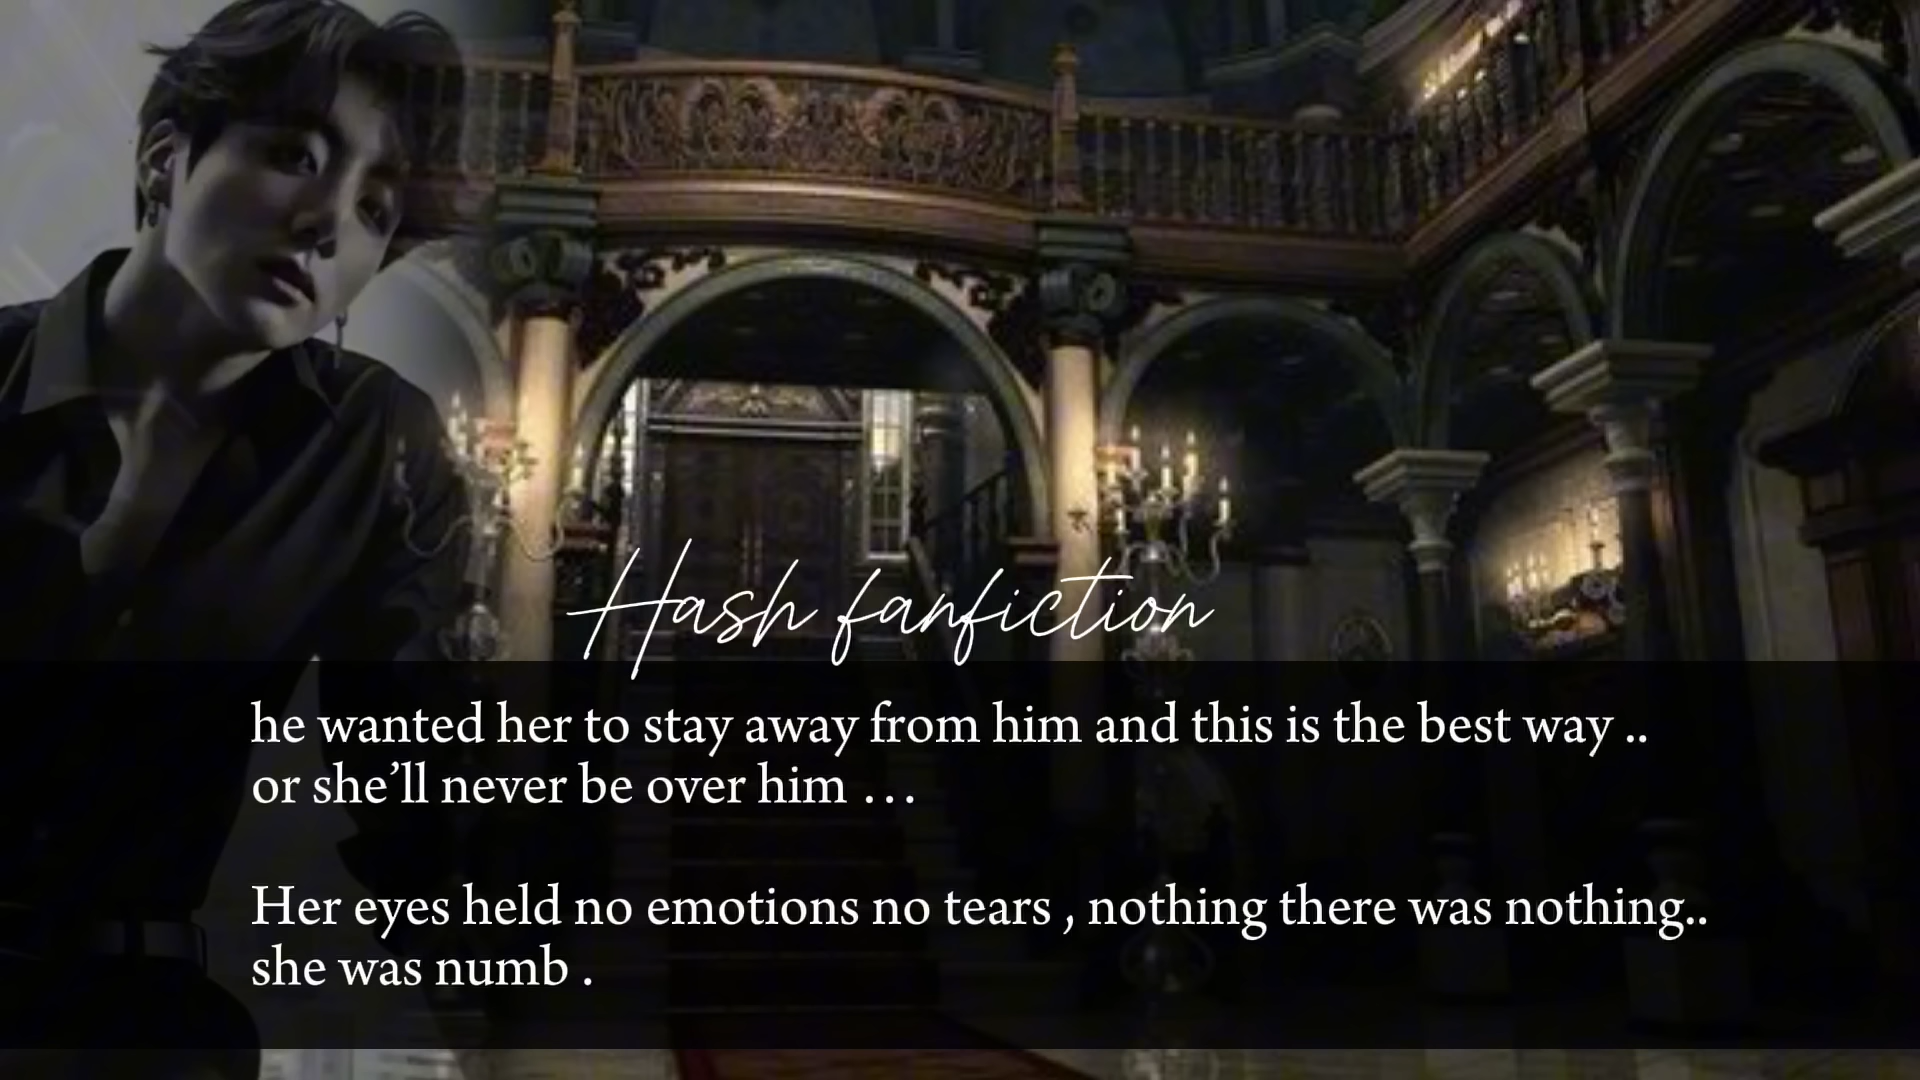 Hash fanfiction
he wanted her to stay away from him and this is the best way ..
or she’ll never be over him …
Her eyes held no emotions no tears , nothing there was nothing..
she was numb .